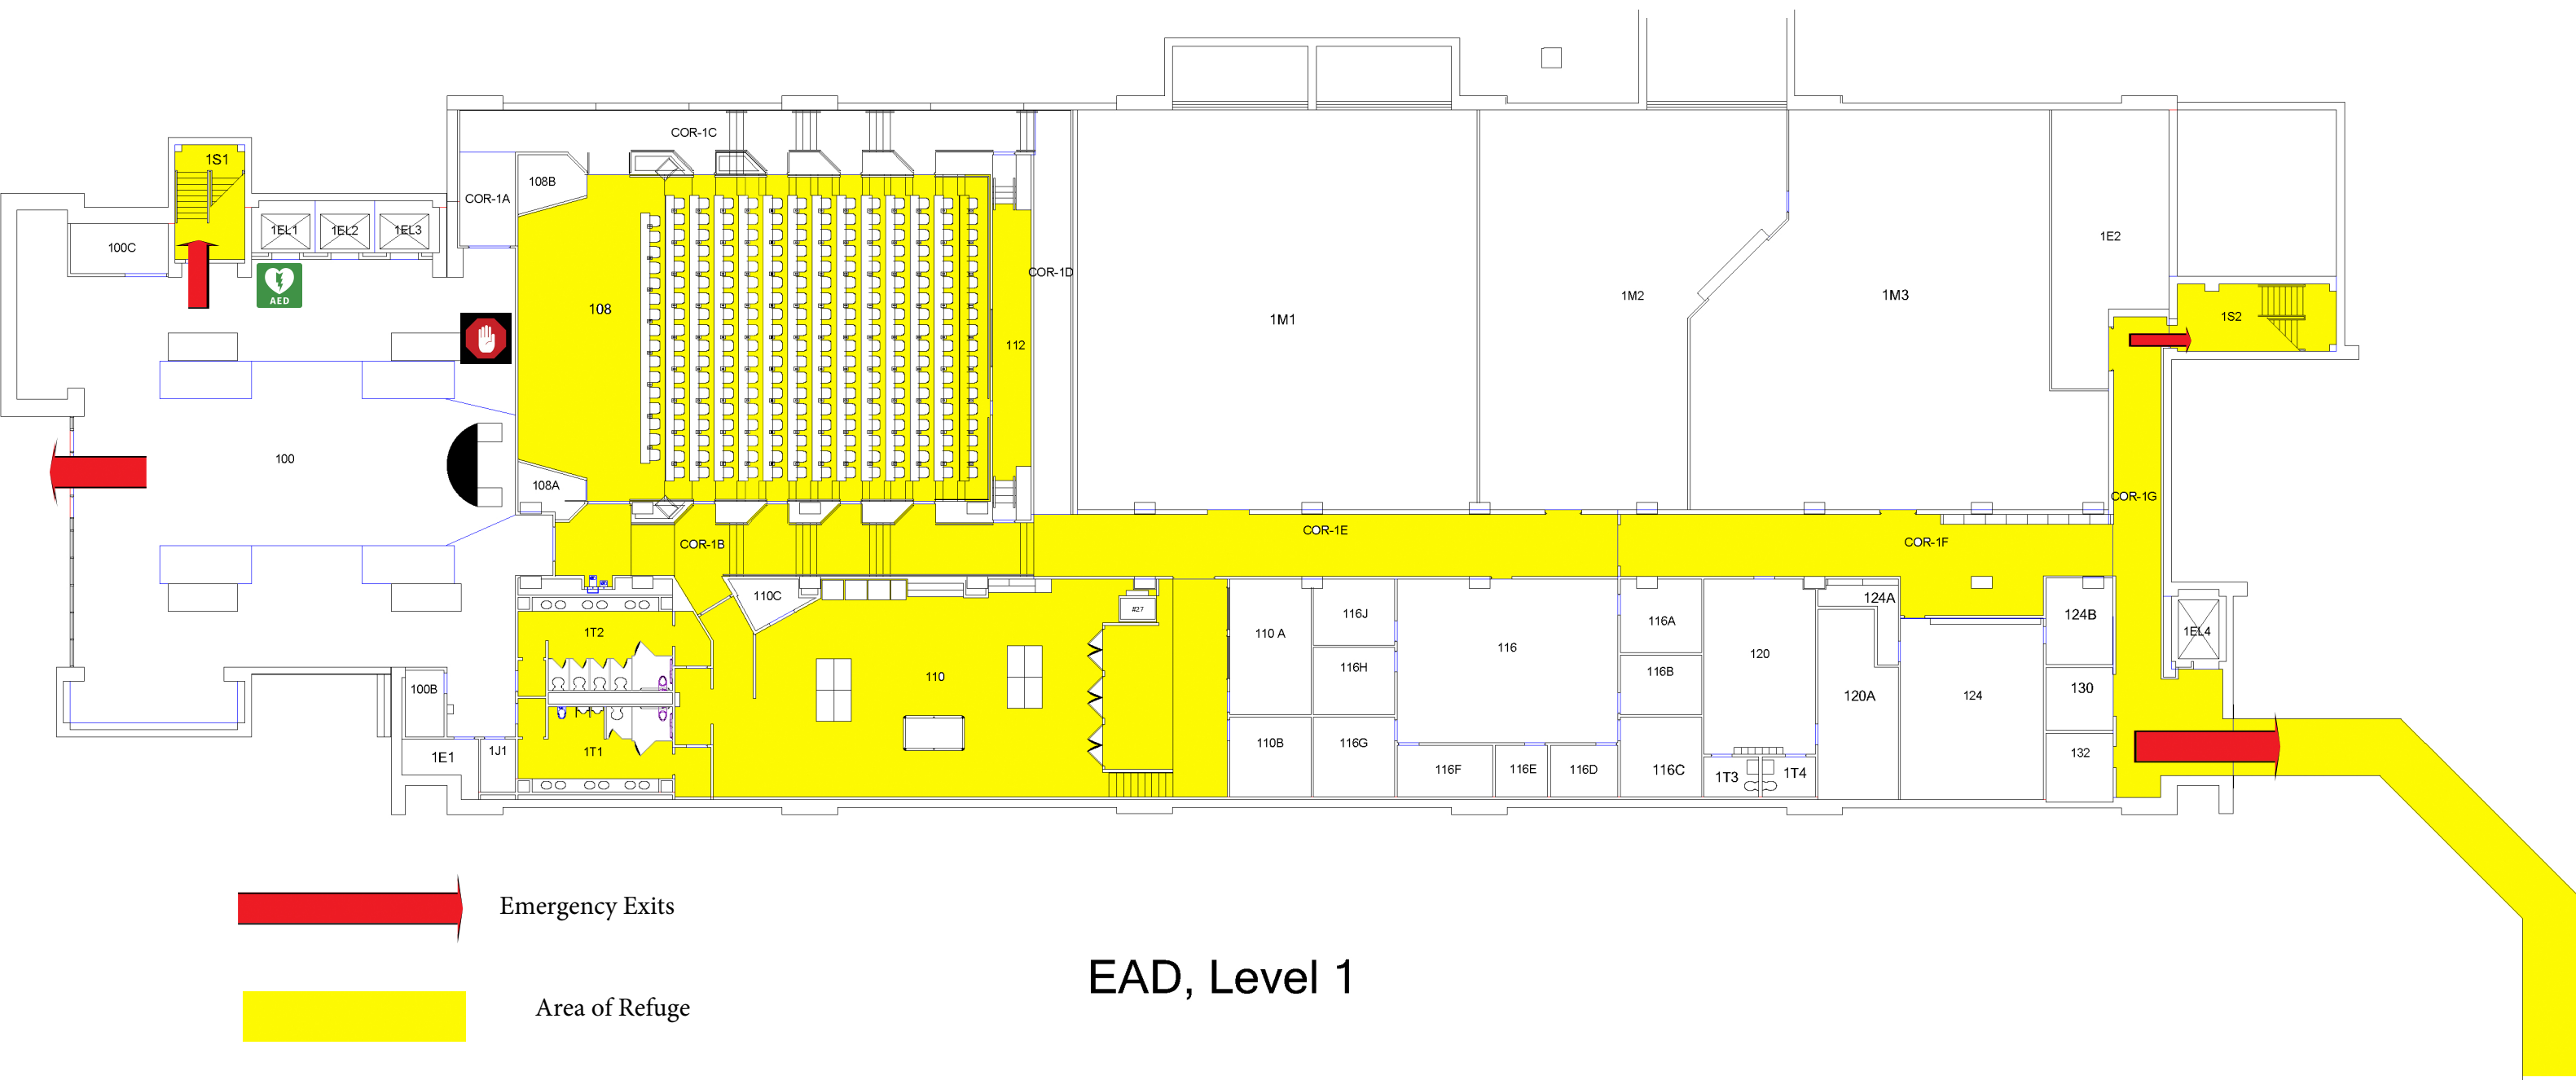 1S1
COR-1C
108B
COR-1A
1EL1
1EL2
1EL3
100C
1E2
COR-1D
AED
108
1M1
1M2
1M3
1S2
112
100
108A
COR-1G
COR-1B
COR-1E
COR-1F
110C
#27
124A
1T2
110 A
116J
116A
124B
1EL4
116
120
116H
116B
110
100B
120A
124
130
1T1
1J1
1E1
110B
116G
116F
116E
116D
116C
1T3
1T4
132
Emergency Exits
EAD, Level 1
Area of Refuge